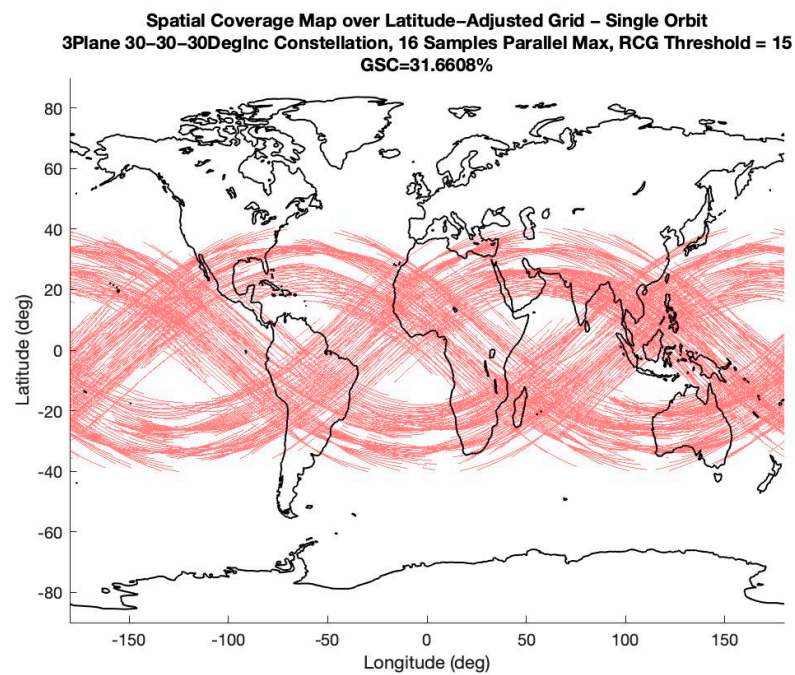 Spatial Coverage Map over Latitude−Adjusted Grid − Single Orbit
3Plane 30−30−30DegInc Constellation, 16 Samples Parallel Max, RCG Threshold = 15
GSC=31.6608%
80
60
40
20
0
-20
-40
-60
-80
Latitude (deg)
-150 -100 -50 0 50 100 150
Longitude (deg)